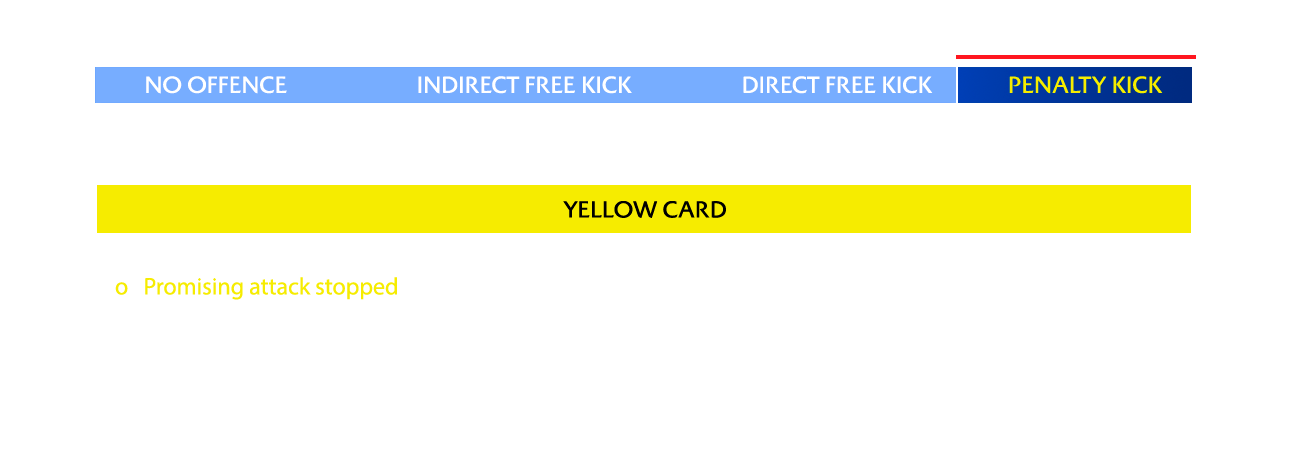 NO OFFENCE INDIRECT FREE KICK DIRECT FREE KICK PENALTY KICK
YELLOW CARD
o Promising attack stopped